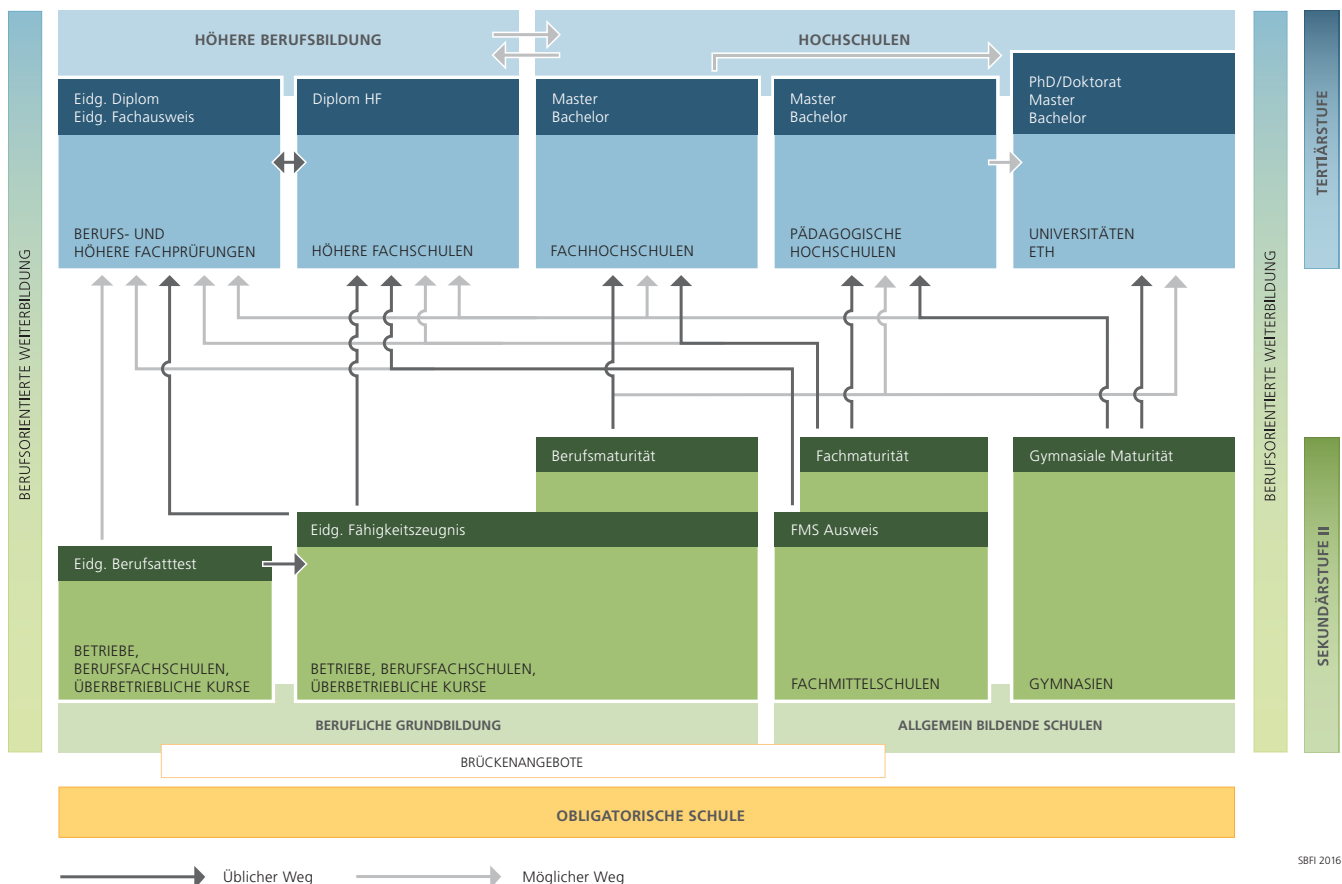 HÖHERE BERUFSBILDUNG
HOCHSCHULEN
Eidg. Diplom
Eidg. Fachausweis
Diplom HF
Master
Bachelor
Master
Bachelor
PhD/Doktorat
Master
Bachelor
BERUFS- UND
HÖHERE FACHPRÜFUNGEN
HÖHERE FACHSCHULEN
FACHHOCHSCHULEN
PÄDAGOGISCHE
HOCHSCHULEN
UNIVERSITÄTEN
ETH
BERUFSORIENTIERTE WEITERBILDUNG
BERUFSORIENTIERTE WEITERBILDUNG
TERTIÄRSTUFE
SEKUNDÄRSTUFE II
Berufsmaturität
Fachmaturität
Gymnasiale Maturität
Eidg. Fähigkeitszeugnis
FMS Ausweis
Eidg. Berufsatttest
BETRIEBE,
BERUFSFACHSCHULEN,
ÜBERBETRIEBLICHE KURSE
BETRIEBE, BERUFSFACHSCHULEN,
ÜBERBETRIEBLICHE KURSE
FACHMITTELSCHULEN
GYMNASIEN
BERUFLICHE GRUNDBILDUNG
ALLGEMEIN BILDENDE SCHULEN
BRÜCKENANGEBOTE
OBLIGATORISCHE SCHULE
Üblicher Weg
Möglicher Weg
SBFI 2016